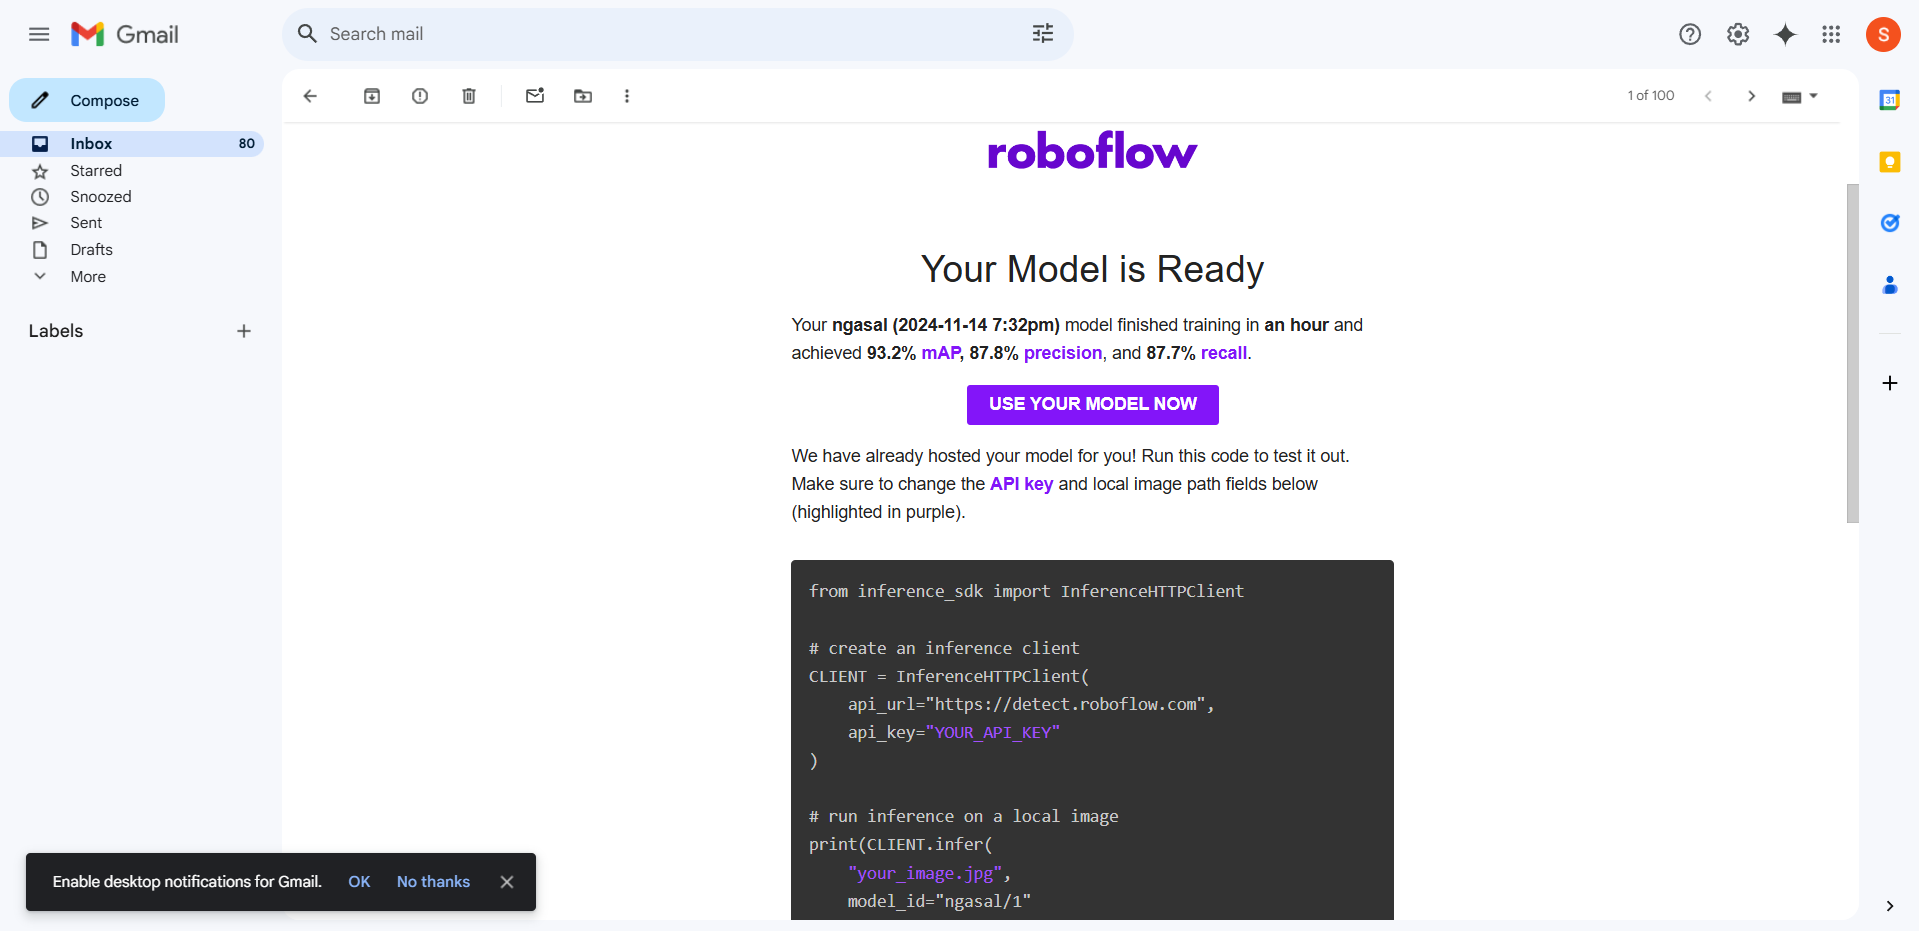 Gmail
Search mail
S
Compose
Inbox 80
Starred
Snoozed
Sent
Drafts
More
Labels
1 of 100
31
roboflow
Your Model is Ready
Your ngasal (2024-11-14 7:32pm) model finished training in an hour and
achieved 93.2% mAP, 87.8% precision, and 87.7% recall.
USE YOUR MODEL NOW
We have already hosted your model for you! Run this code to test it out.
Make sure to change the API key and local image path fields below
(highlighted in purple).
from inference_sdk import InferenceHTTPClient
# create an inference client
CLIENT = InferenceHTTPClient(
    api_url="https://detect.roboflow.com",
    api_key="YOUR_API_KEY"
)
# run inference on a local image
print(CLIENT.infer(
    "your_image.jpg",
    model_id="ngasal/1"
Enable desktop notifications for Gmail. OK No thanks